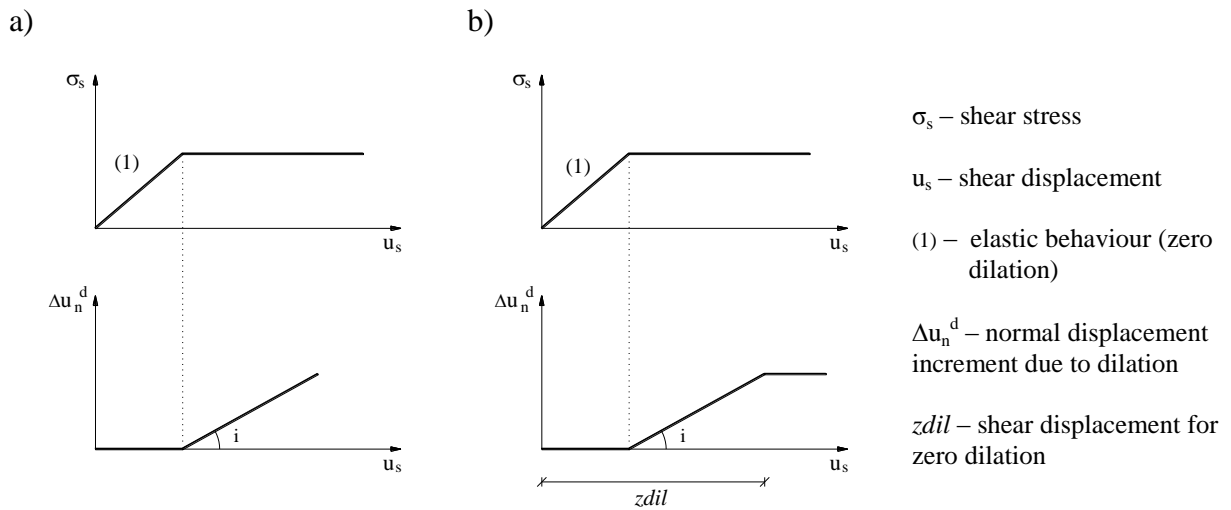 a)
b)
σs
(1)
us
Δun^d
i
us
σs
(1)
us
Δun^d
i
us
zdil
σs – shear stress
us – shear displacement
(1) – elastic behaviour (zero
dilation)
Δun^d – normal displacement
increment due to dilation
zdil – shear displacement for
zero dilation